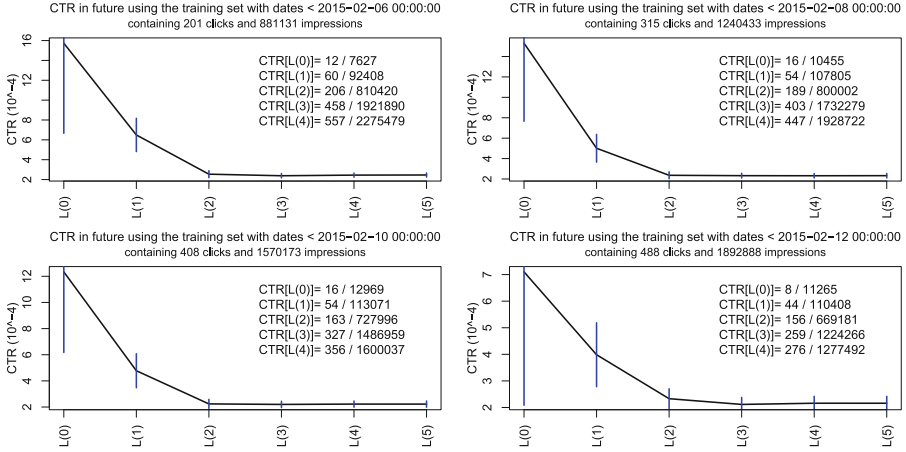 CTR in future using the training set with dates < 2015−02−06 00:00:00
containing 201 clicks and 881131 impressions
CTR (10^−4)
16
12
8
6
4
2
CTR[L(0)]= 12 / 7627
CTR[L(1)]= 60 / 92408
CTR[L(2)]= 206 / 810420
CTR[L(3)]= 458 / 1921890
CTR[L(4)]= 557 / 2275479
L(0)
L(1)
L(2)
L(3)
L(4)
L(5)
CTR in future using the training set with dates < 2015−02−08 00:00:00
containing 315 clicks and 1240433 impressions
CTR (10^−4)
12
8
6
4
2
CTR[L(0)]= 16 / 10455
CTR[L(1)]= 54 / 107805
CTR[L(2)]= 189 / 800002
CTR[L(3)]= 403 / 1732279
CTR[L(4)]= 447 / 1928722
L(0)
L(1)
L(2)
L(3)
L(4)
L(5)
CTR in future using the training set with dates < 2015−02−10 00:00:00
containing 408 clicks and 1570173 impressions
CTR (10^−4)
12
10
8
6
4
2
CTR[L(0)]= 16 / 12969
CTR[L(1)]= 54 / 113071
CTR[L(2)]= 163 / 727996
CTR[L(3)]= 327 / 1486959
CTR[L(4)]= 356 / 1600037
L(0)
L(1)
L(2)
L(3)
L(4)
L(5)
CTR in future using the training set with dates < 2015−02−12 00:00:00
containing 488 clicks and 1892888 impressions
CTR (10^−4)
7
6
5
4
3
2
CTR[L(0)]= 8 / 11265
CTR[L(1)]= 44 / 110408
CTR[L(2)]= 156 / 669181
CTR[L(3)]= 259 / 1224266
CTR[L(4)]= 276 / 1277492
L(0)
L(1)
L(2)
L(3)
L(4)
L(5)